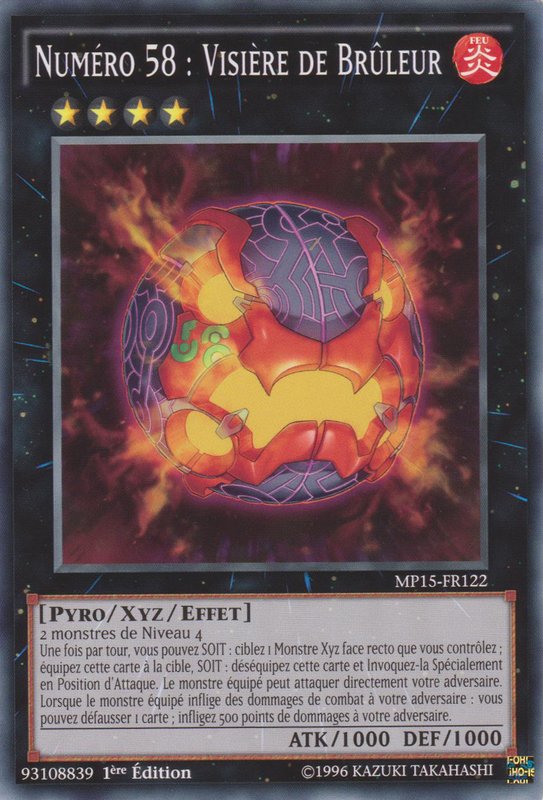 NUMÉRO 58 : VISIÈRE DE BRÛLEUR
FEU
炎
58
MP15-FR122
[PYRO/XYZ/EFFET]
2 monstres de Niveau 4
Une fois par tour, vous pouvez SOIT : ciblez 1 Monstre Xyz face recto que vous contrôlez ;
équipez cette carte à la cible, SOIT : déséquipez cette carte et Invoquez-la Spécialement
en Position d'Attaque. Le monstre équipé peut attaquer directement votre adversaire.
Lorsque le monstre équipé inflige des dommages de combat à votre adversaire : vous
pouvez défausser 1 carte ; infligez 500 points de dommages à votre adversaire.
ATK/1000 DEF/1000
93108839 1ère Édition ©1996 KAZUKI TAKAHASHI